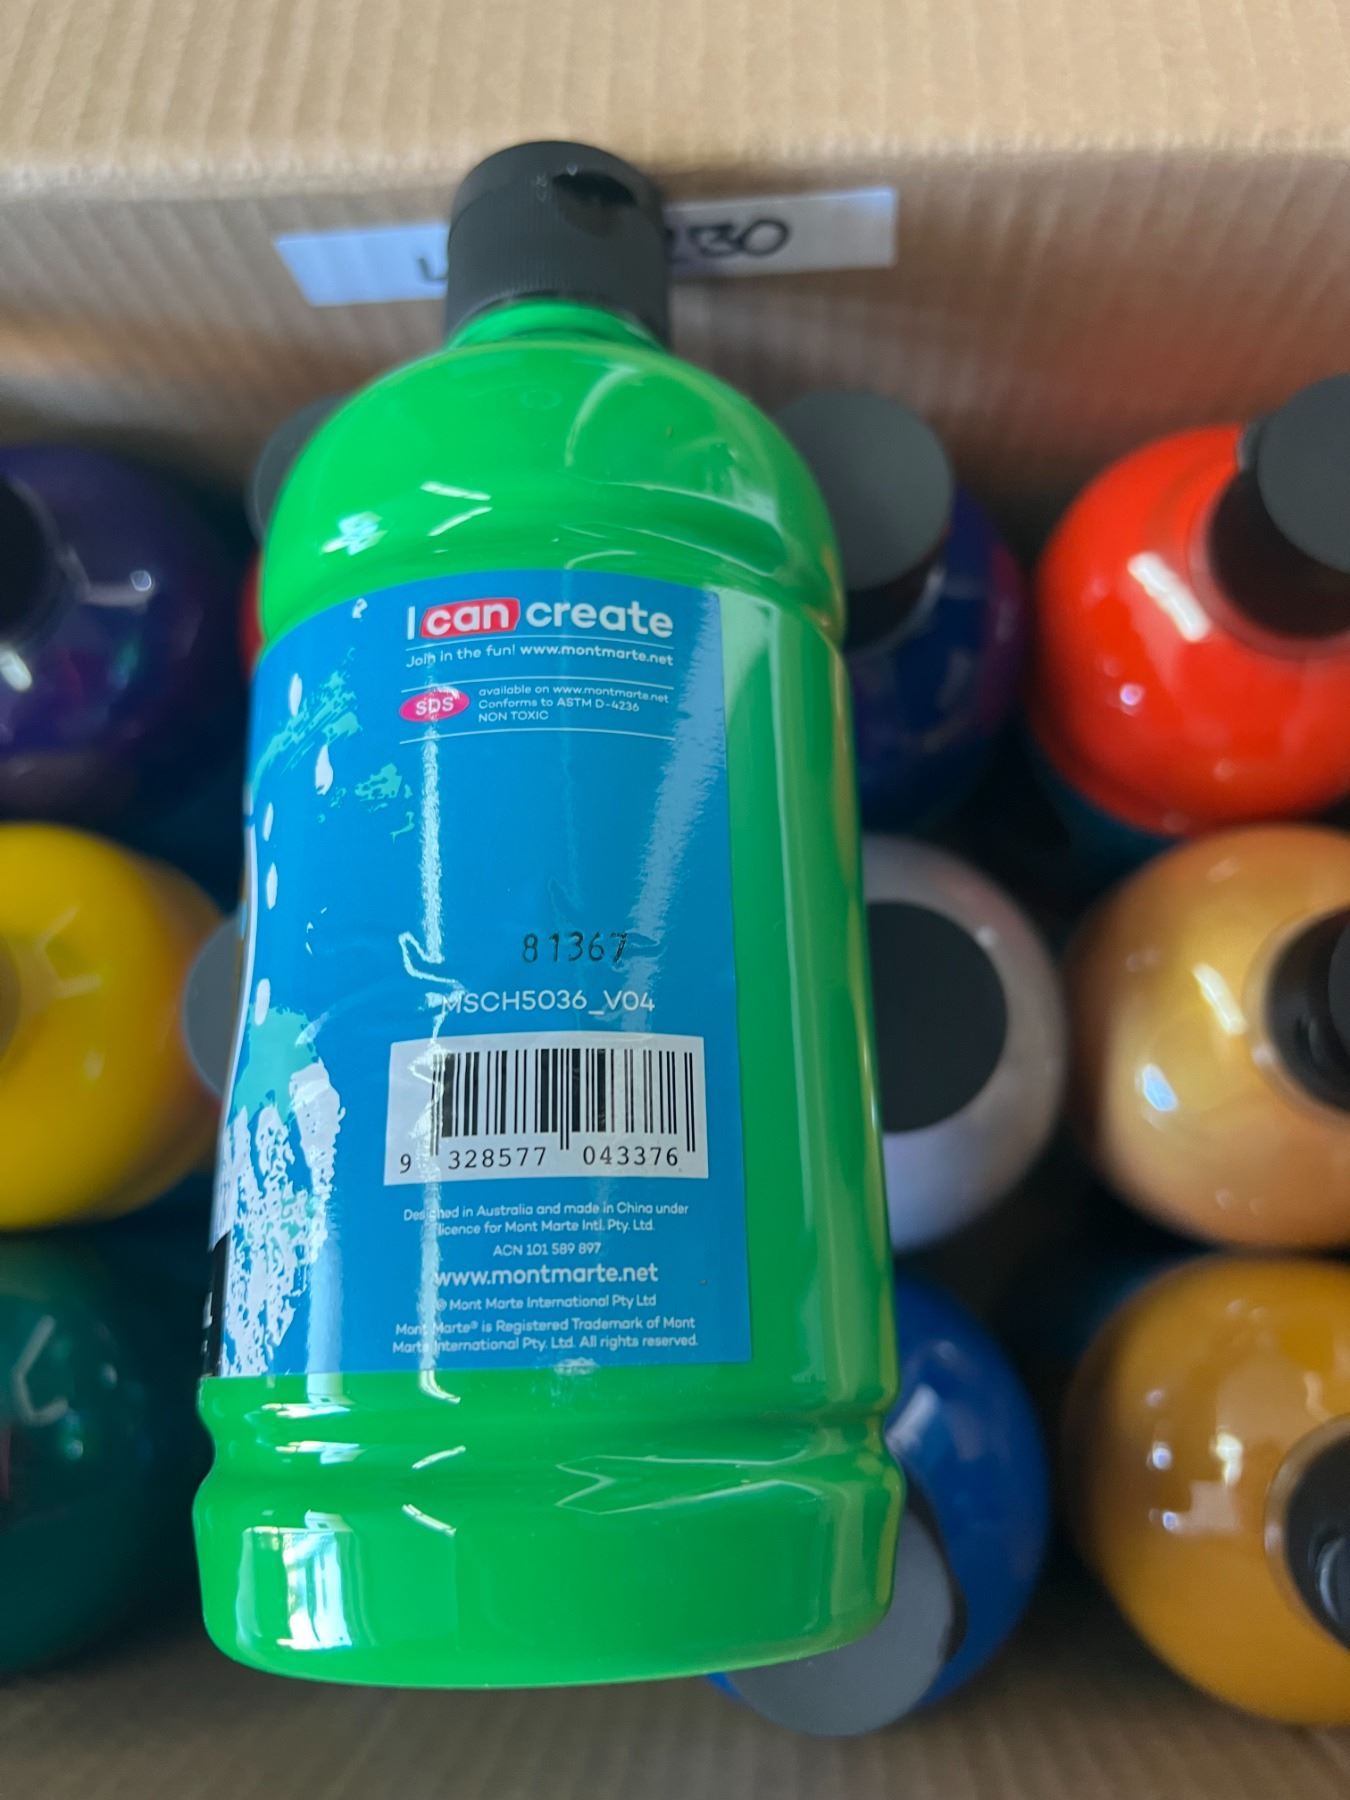 30
I can create
Join in the fun! www.montmarte.net
SDS
available on www.montmarte.net
Conforms to ASTM D-4236
NON TOXIC
81367
MSCH5036_V04
9 328577 043376
Designed in Australia and made in China under
licence for Mont Marte Intl. Pty. Ltd.
ACN 101 589 897
www.montmarte.net
© Mont Marte International Pty Ltd
Mont Marte® is Registered Trademark of Mont
Marte International Pty. Ltd. All rights reserved.